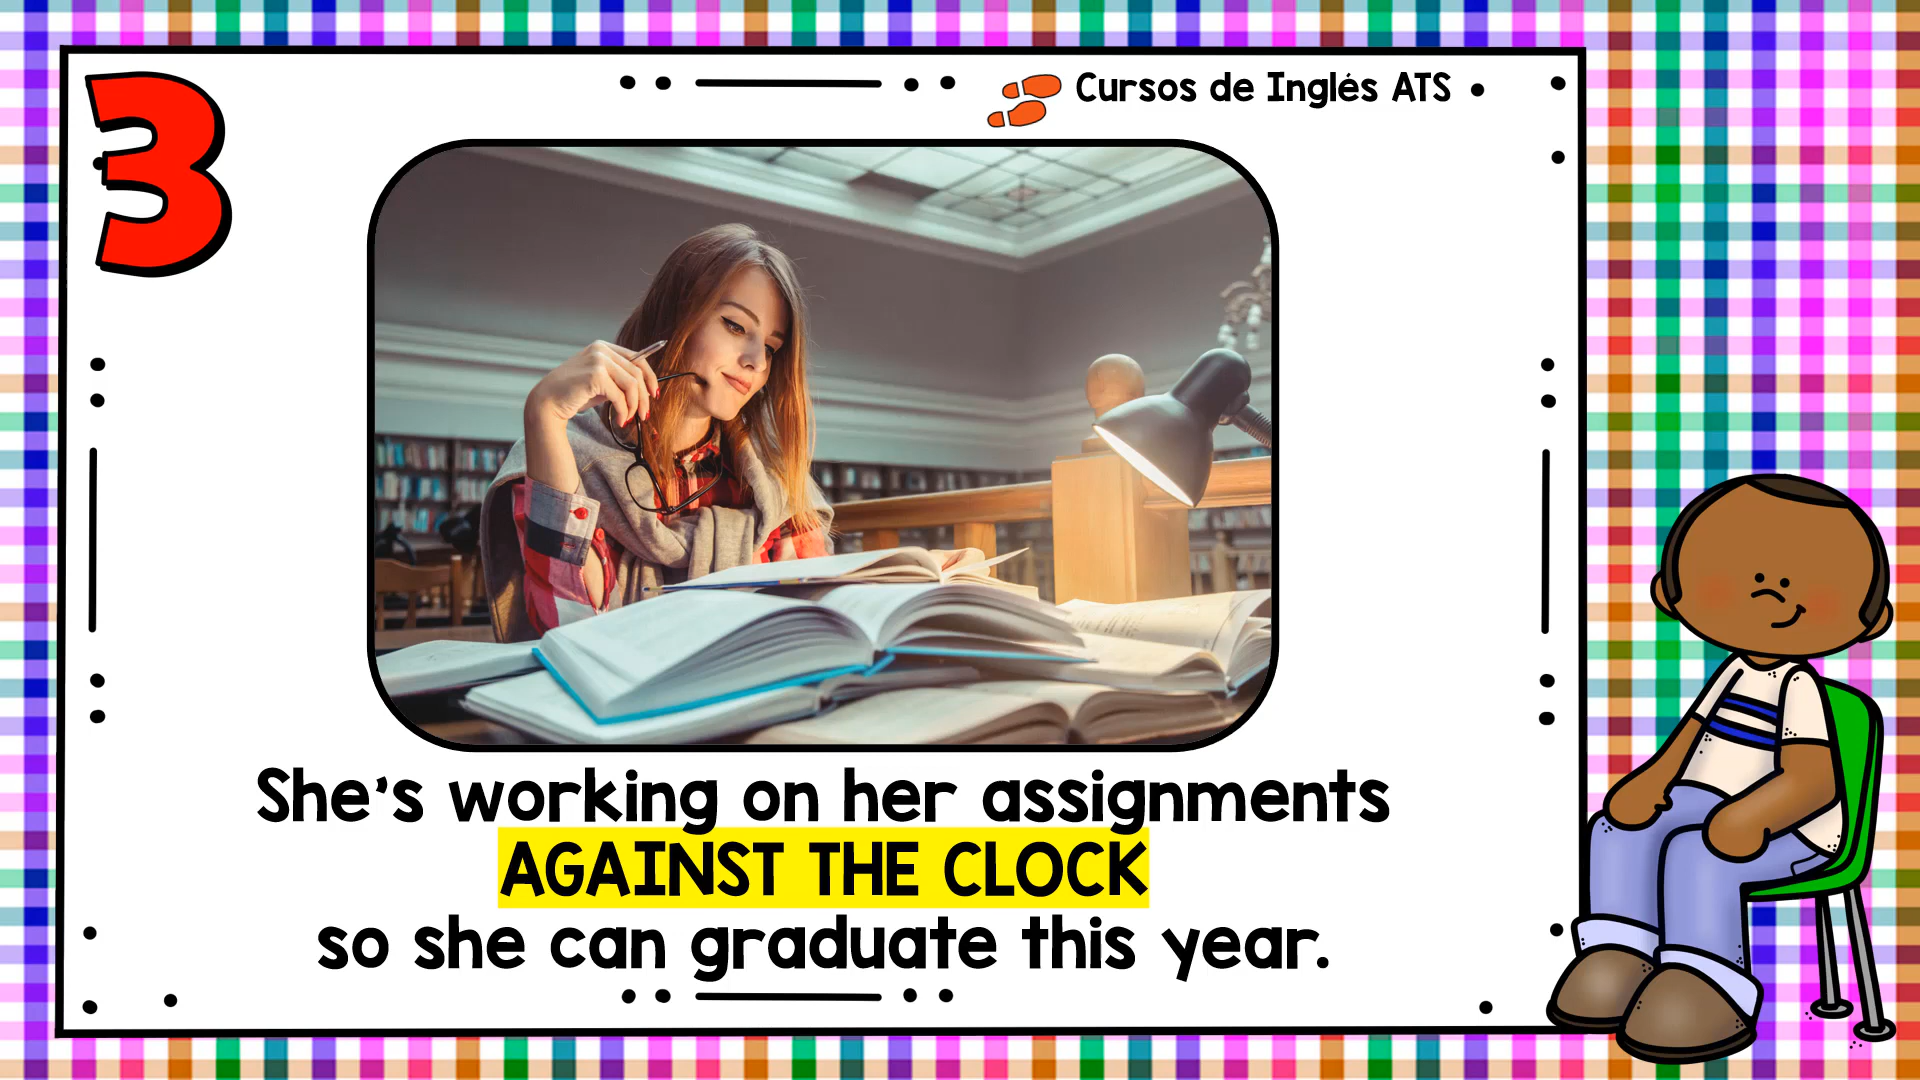 3
Cursos de Inglés ATS
She's working on her assignments
AGAINST THE CLOCK
so she can graduate this year.